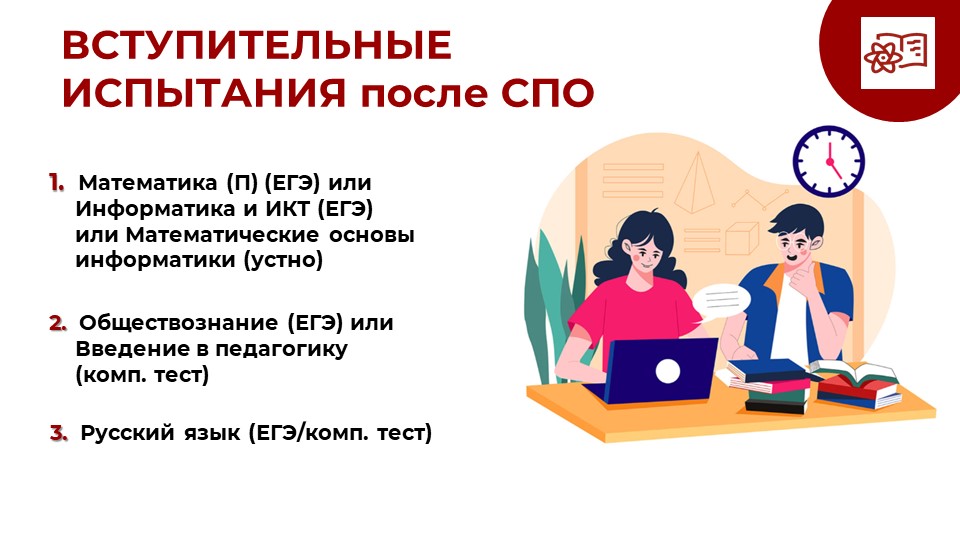 ВСТУПИТЕЛЬНЫЕ
ИСПЫТАНИЯ после СПО
1. Математика (П) (ЕГЭ) или
Информатика и ИКТ (ЕГЭ)
или Математические основы
информатики (устно)
2. Обществознание (ЕГЭ) или
Введение в педагогику
(комп. тест)
3. Русский язык (ЕГЭ/комп. тест)